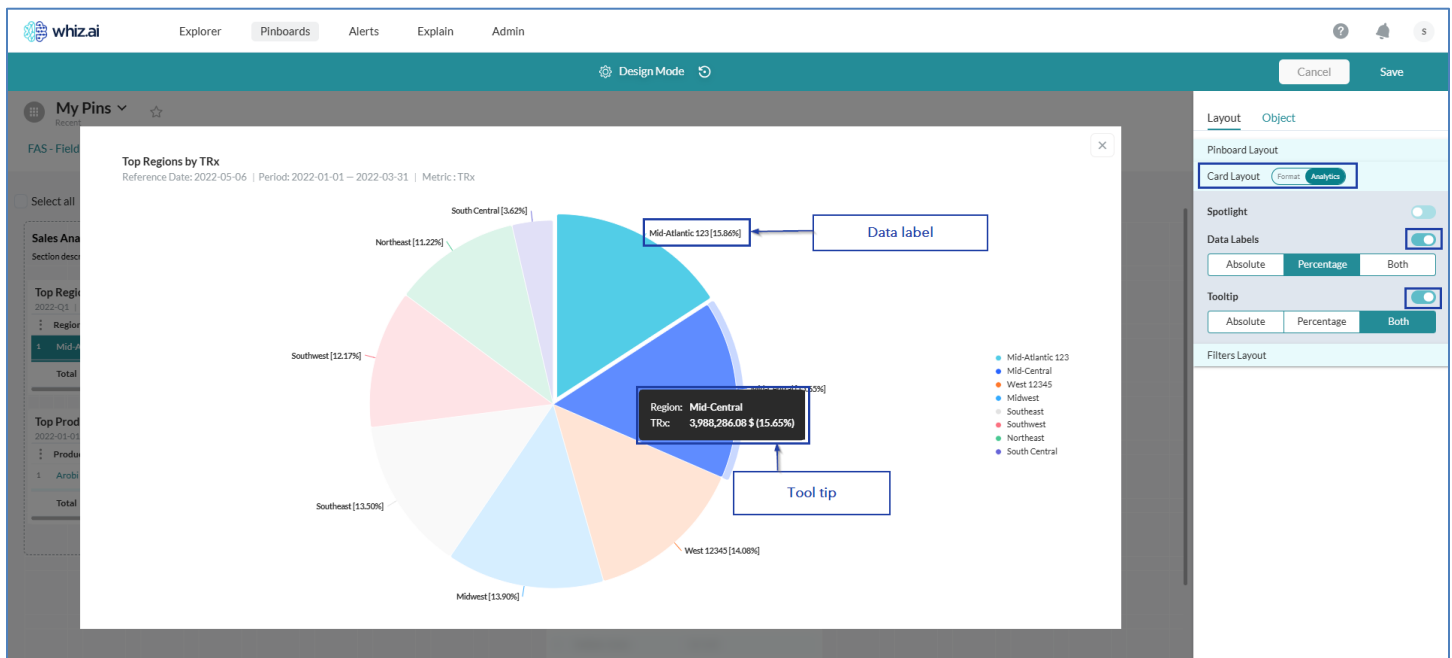 whiz.ai
Explorer Pinboards Alerts Explain Admin
? S
Design Mode
Cancel Save
My Pins
Recent
FAS - Field
Select all
Sales Ana
Section descr
Top Regi
2022-Q1 |
Region
1 Mid-A
Total
Top Prod
2022-01-01
Produ
1 Arobi
Total
Top Regions by TRx
Reference Date: 2022-05-06 | Period: 2022-01-01 — 2022-03-31 | Metric : TRx
South Central [3.62%]
Mid-Atlantic 123 [15.86%]
Data label
Northeast [11.22%]
Southwest [12.17%]
Region: Mid-Central
TRx: 3,988,286.08 $ (15.65%)
Tool tip
Southeast [13.50%]
West 12345 [14.08%]
Midwest [13.90%]
Mid-Atlantic 123
Mid-Central
West 12345
Midwest
Southeast
Southwest
Northeast
South Central
Layout Object
Pinboard Layout
Card Layout Format Analytics
Spotlight
Data Labels
Absolute Percentage Both
Tooltip
Absolute Percentage Both
Filters Layout